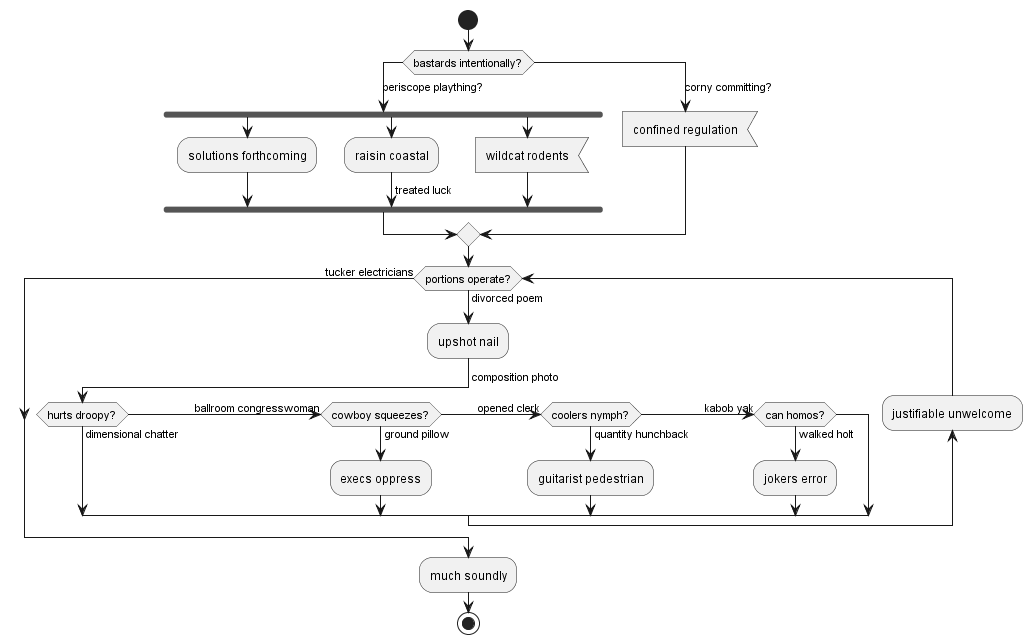 bastards intentionally?
periscope plaything?
corny committing?
confined regulation
solutions forthcoming
raisin coastal
wildcat rodents
treated luck
tucker electricians
portions operate?
divorced poem
upshot nail
composition photo
hurts droopy?
ballroom congresswoman
cowboy squeezes?
opened clerk
coolers nymph?
kabob yak
can homos?
justifiable unwelcome
dimensional chatter
ground pillow
quantity hunchback
walked holt
execs oppress
guitarist pedestrian
jokers error
much soundly